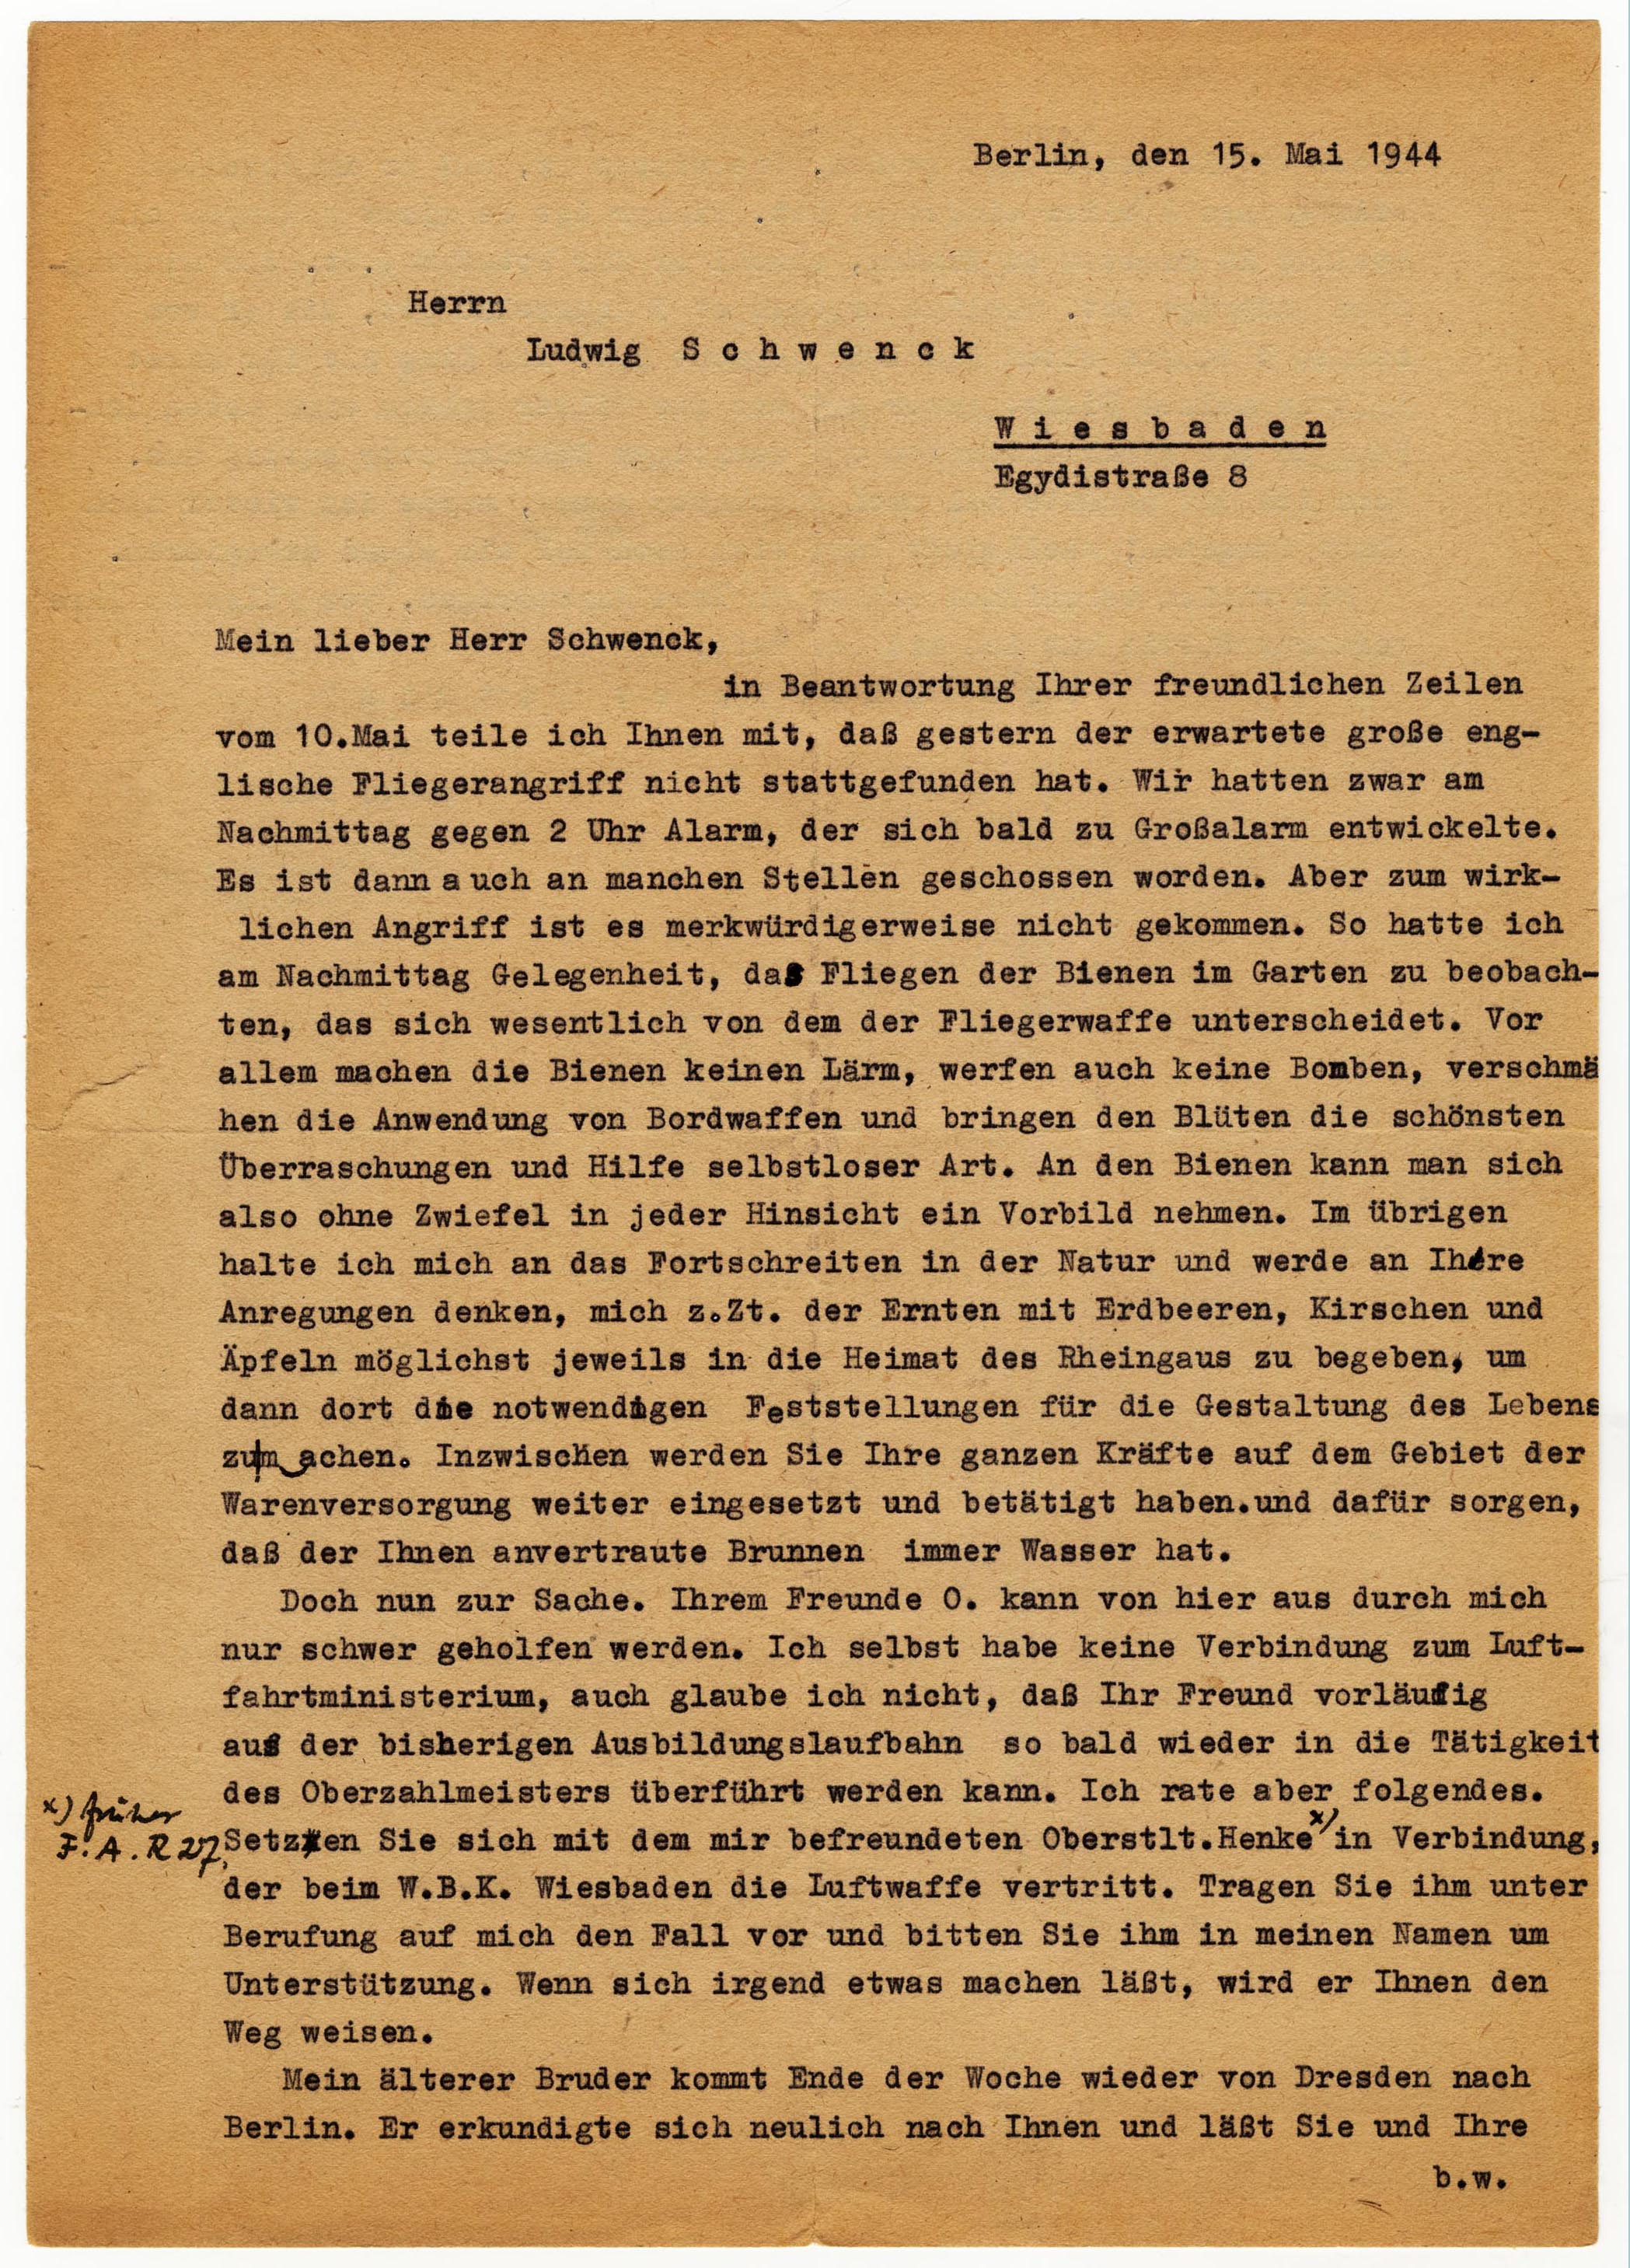 Berlin, den 15. Mai 1944
Herrn
Ludwig S c h w e n c k
W i e s b a d e n
Egydistraße 8
Mein lieber Herr Schwenck,
in Beantwortung Ihrer freundlichen Zeilen
vom 10.Mai teile ich Ihnen mit, daß gestern der erwartete große eng-
lische Fliegerangriff nicht stattgefunden hat. Wir hatten zwar am
Nachmittag gegen 2 Uhr Alarm, der sich bald zu Großalarm entwickelte.
Es ist dann auch an manchen Stellen geschossen worden. Aber zum wirk-
lichen Angriff ist es merkwürdigerweise nicht gekommen. So hatte ich
am Nachmittag Gelegenheit, das Fliegen der Bienen im Garten zu beobach-
ten, das sich wesentlich von dem der Fliegerwaffe unterscheidet. Vor
allem machen die Bienen keinen Lärm, werfen auch keine Bomben, verschmä
hen die Anwendung von Bordwaffen und bringen den Blüten die schönsten
Überraschungen und Hilfe selbstloser Art. An den Bienen kann man sich
also ohne Zwiefel in jeder Hinsicht ein Vorbild nehmen. Im übrigen
halte ich mich an das Fortschreiten in der Natur und werde an Ihre
Anregungen denken, mich z.Zt. der Ernten mit Erdbeeren, Kirschen und
Äpfeln möglichst jeweils in die Heimat des Rheingaus zu begeben, um
dann dort die notwendigen Feststellungen für die Gestaltung des Lebens
zu machen. Inzwischen werden Sie Ihre ganzen Kräfte auf dem Gebiet der
Warenversorgung weiter eingesetzt und betätigt haben.und dafür sorgen,
daß der Ihnen anvertraute Brunnen immer Wasser hat.
Doch nun zur Sache. Ihrem Freunde O. kann von hier aus durch mich
nur schwer geholfen werden. Ich selbst habe keine Verbindung zum Luft-
fahrtministerium, auch glaube ich nicht, daß Ihr Freund vorläufig
aus der bisherigen Ausbildungslaufbahn so bald wieder in die Tätigkeit
des Oberzahlmeisters überführt werden kann. Ich rate aber folgendes.
x) früher
F.A.R 27,
Setzen Sie sich mit dem mir befreundeten Oberstlt.Henke x) in Verbindung,
der beim W.B.K. Wiesbaden die Luftwaffe vertritt. Tragen Sie ihm unter
Berufung auf mich den Fall vor und bitten Sie ihm in meinen Namen um
Unterstützung. Wenn sich irgend etwas machen läßt, wird er Ihnen den
Weg weisen.
Mein älterer Bruder kommt Ende der Woche wieder von Dresden nach
Berlin. Er erkundigte sich neulich nach Ihnen und läßt Sie und Ihre
b.w.